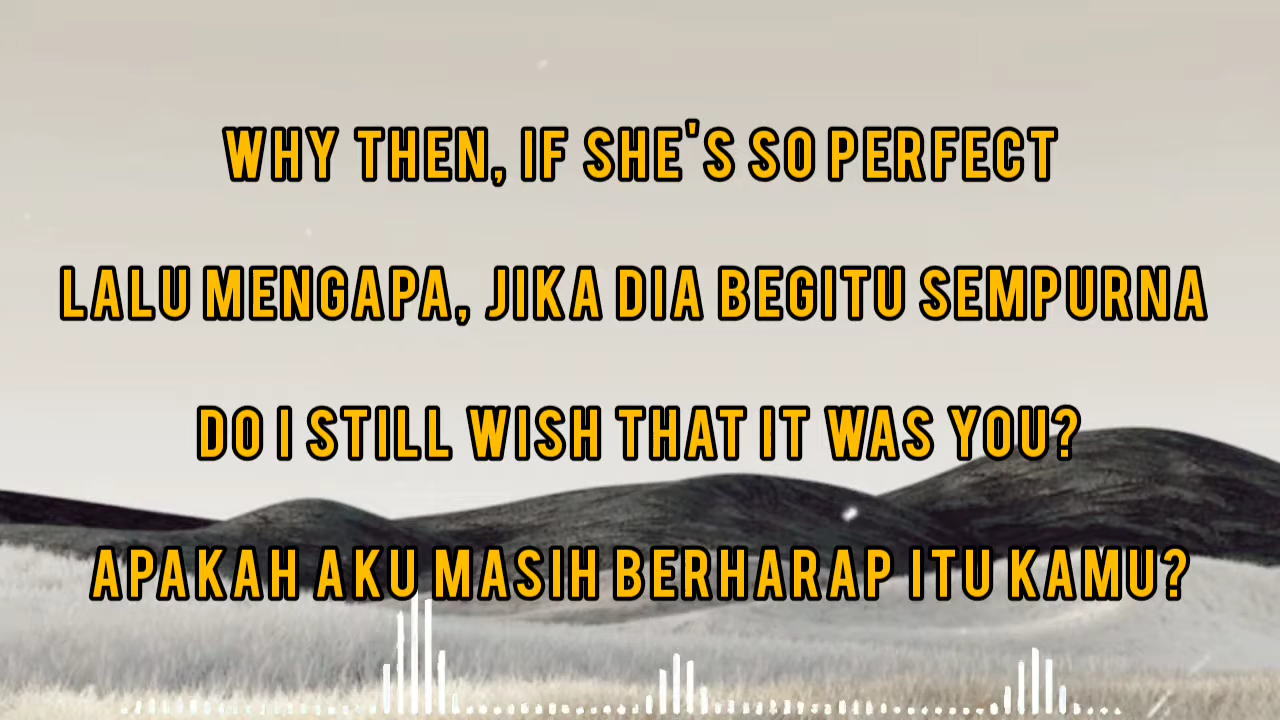 WHY THEN, IF SHE'S SO PERFECT
LALU MENGAPA, JIKA DIA BEGITU SEMPURNA
DO I STILL WISH THAT IT WAS YOU?
APAKAH AKU MASIH BERHARAP ITU KAMU?